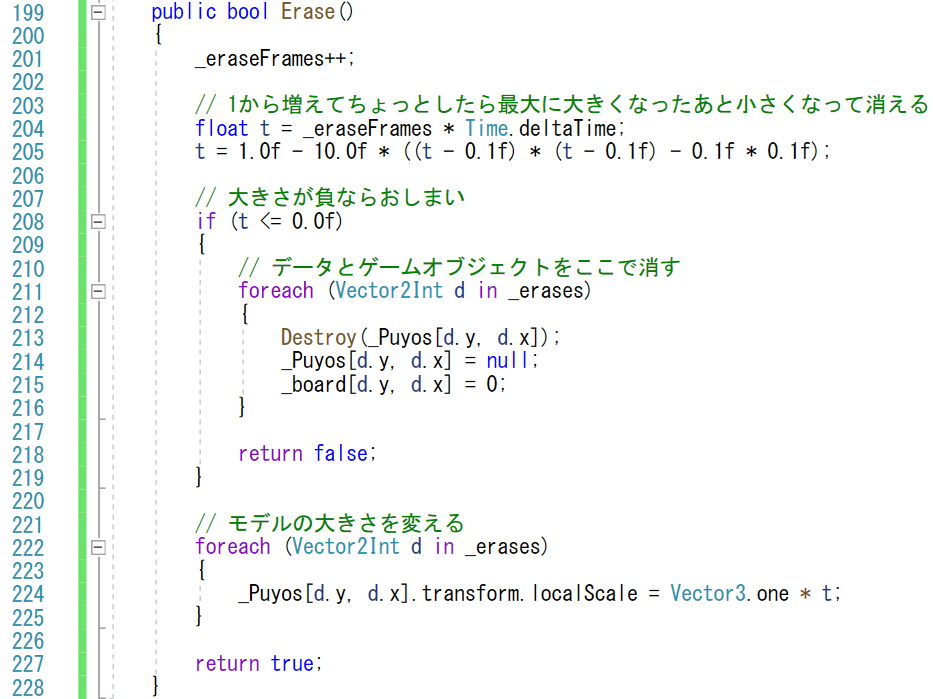 199 public bool Erase()
200 {
201 _eraseFrames++;
202
203 // 1から増えてちょっとしたら最大に大きくなったあと小さくなって消える
204 float t = _eraseFrames * Time.deltaTime;
205 t = 1.0f - 10.0f * ((t - 0.1f) * (t - 0.1f) - 0.1f * 0.1f);
206
207 // 大きさが負ならおしまい
208 if (t <= 0.0f)
209 {
210 // データとゲームオブジェクトをここで消す
211 foreach (Vector2Int d in _erases)
212 {
213 Destroy(_Puyos[d.y, d.x]);
214 _Puyos[d.y, d.x] = null;
215 _board[d.y, d.x] = 0;
216 }
217
218 return false;
219 }
220
221 // モデルの大きさを変える
222 foreach (Vector2Int d in _erases)
223 {
224 _Puyos[d.y, d.x].transform.localScale = Vector3.one * t;
225 }
226
227 return true;
228 }